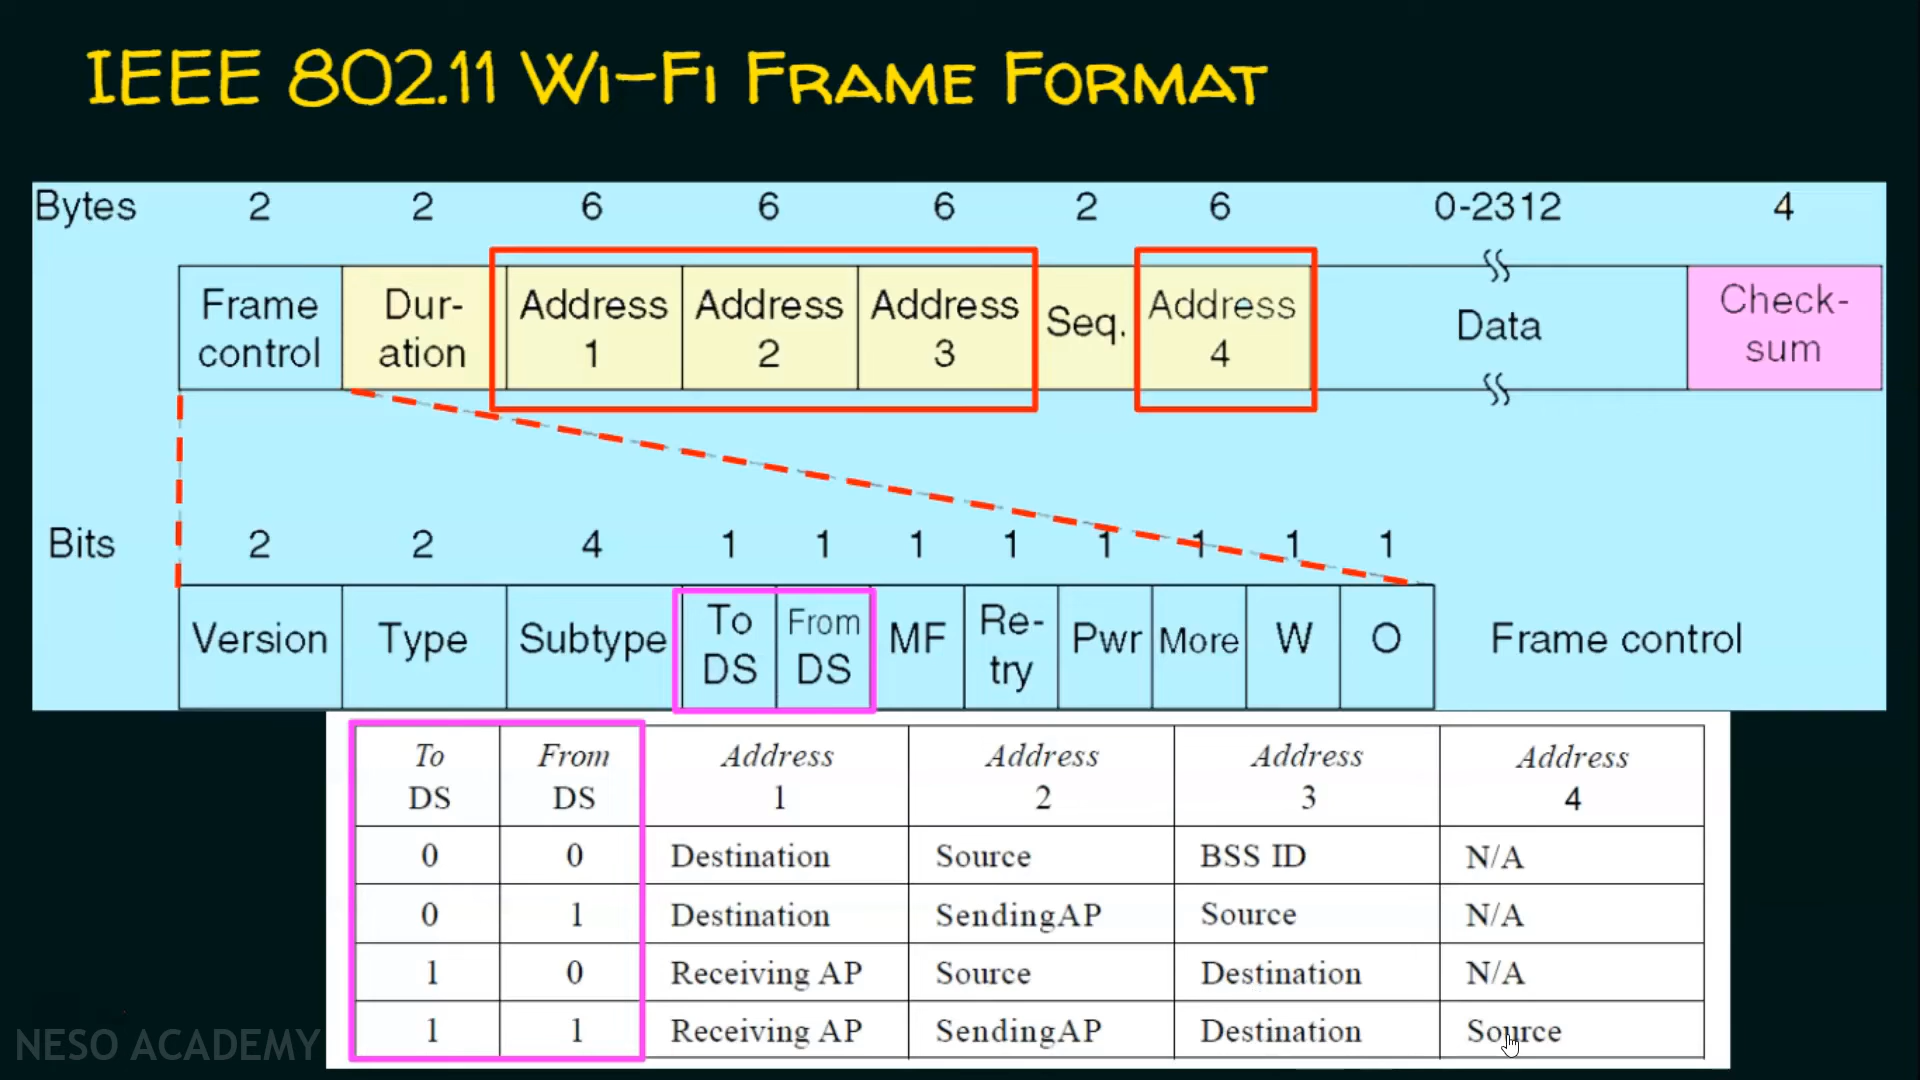 IEEE 802.11 Wi-Fi Frame Format
Bytes 2 2 6 6 6 2 6 0-2312 4
Frame control
Dur-ation
Address 1
Address 2
Address 3
Seq.
Address 4
Data
Check-sum
Bits 2 2 4 1 1 1 1 1 1 1 1
Version
Type
Subtype
To DS
From DS
MF
Re-try
Pwr
More
W
O
Frame control
To DS From DS Address 1 Address 2 Address 3 Address 4
0 0 Destination Source BSS ID N/A
0 1 Destination SendingAP Source N/A
1 0 Receiving AP Source Destination N/A
1 1 Receiving AP SendingAP Destination Source
NESO ACADEMY